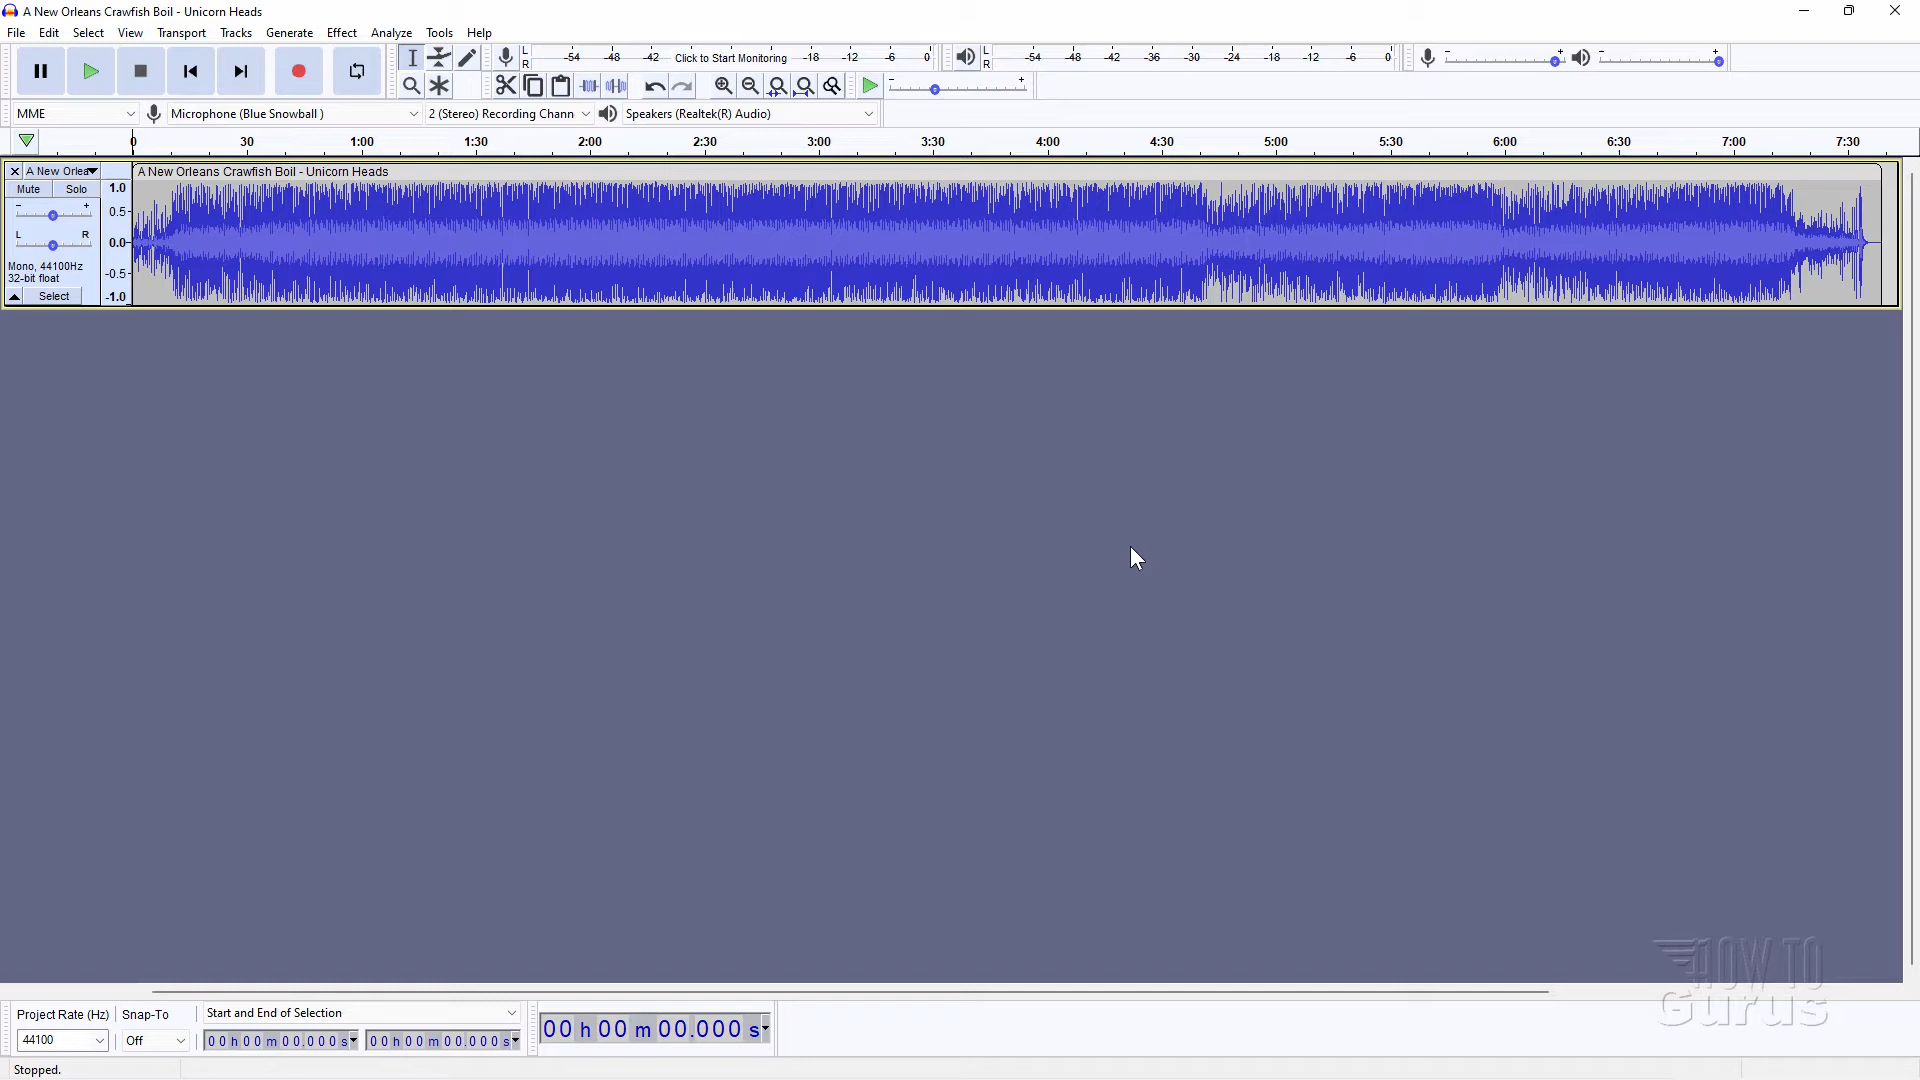 A New Orleans Crawfish Boil - Unicorn Heads
File Edit Select View Transport Tracks Generate Effect Analyze Tools Help
L R -54 -48 -42 Click to Start Monitoring -18 -12 -6 0 L R -54 -48 -42 -36 -30 -24 -18 -12 -6 0 - + - +
- +
MME Microphone (Blue Snowball ) 2 (Stereo) Recording Chann Speakers (Realtek(R) Audio)
0 30 1:00 1:30 2:00 2:30 3:00 3:30 4:00 4:30 5:00 5:30 6:00 6:30 7:00 7:30
A New Orlea A New Orleans Crawfish Boil - Unicorn Heads
Mute Solo 1.0
- + 0.5
L R 0.0
Mono, 44100Hz -0.5
32-bit float
Select -1.0
HOW TO
Gurus
Project Rate (Hz) Snap-To Start and End of Selection
44100 Off 00 h 00 m 00.000 s 00 h 00 m 00.000 s 00 h 00 m 00.000 s
Stopped.